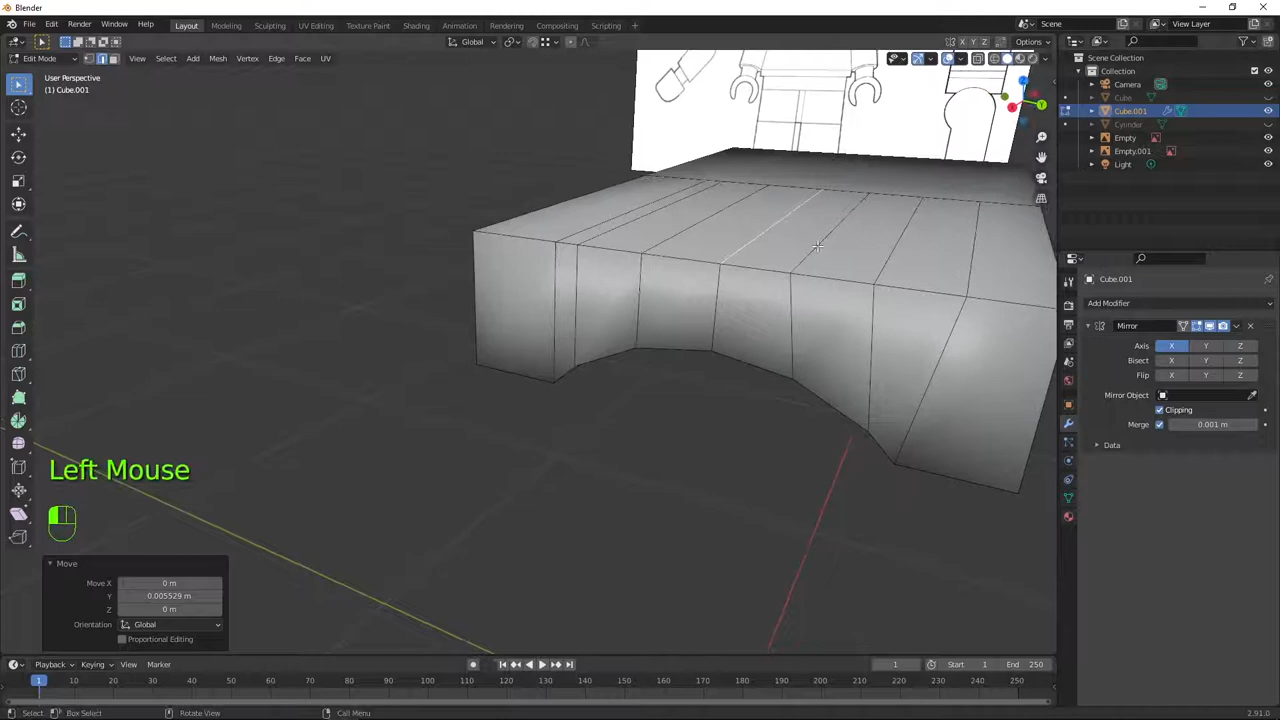 Blender
File Edit Render Window Help Layout Modeling Sculpting UV Editing Texture Paint Shading Animation Rendering Compositing Scripting + Scene View Layer
Global X Y Z Options
Edit Mode View Select Add Mesh Vertex Edge Face UV
User Perspective
(1) Cube.001
Scene Collection
Collection
Camera
Cube
Cube.001
Cylinder
Empty
Empty.001
Light
Y
Cube.001
Add Modifier
Mirror
Axis X Y Z
Bisect X Y Z
Flip X Y Z
Mirror Object
Clipping
Merge 0.001 m
Data
Left Mouse
Move
Move X 0 m
Y 0.005529 m
Z 0 m
Orientation Global
Proportional Editing
Playback Keying View Marker 1 Start 1 End 250
1 10 20 30 40 50 60 70 80 90 100 110 120 130 140 150 160 170 180 190 200 210 220 230 240 250
Select Box Select Rotate View Call Menu 2.91.0